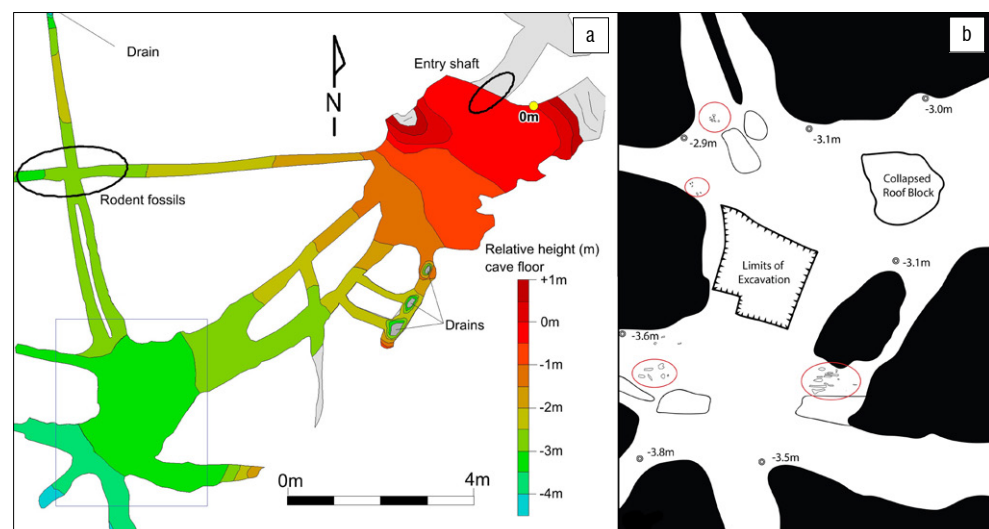 a
Drain
Entry shaft
N
0m
Rodent fossils
Relative height (m)
cave floor
+1m
0m
-1m
-2m
-3m
-4m
Drains
0m
4m
b
-3.0m
-2.9m
-3.1m
Collapsed
Roof Block
Limits of
Excavation
-3.1m
-3.6m
-3.8m
-3.5m